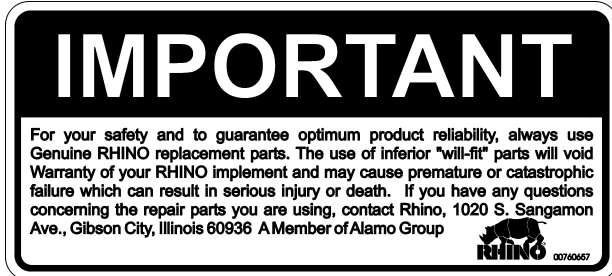 IMPORTANT
For your safety and to guarantee optimum product reliability, always use
Genuine RHINO replacement parts. The use of inferior "will-fit" parts will void
Warranty of your RHINO implement and may cause premature or catastrophic
failure which can result in serious injury or death. If you have any questions
concerning the repair parts you are using, contact Rhino, 1020 S. Sangamon
Ave., Gibson City, Illinois 60936 A Member of Alamo Group
RHINO 00760657